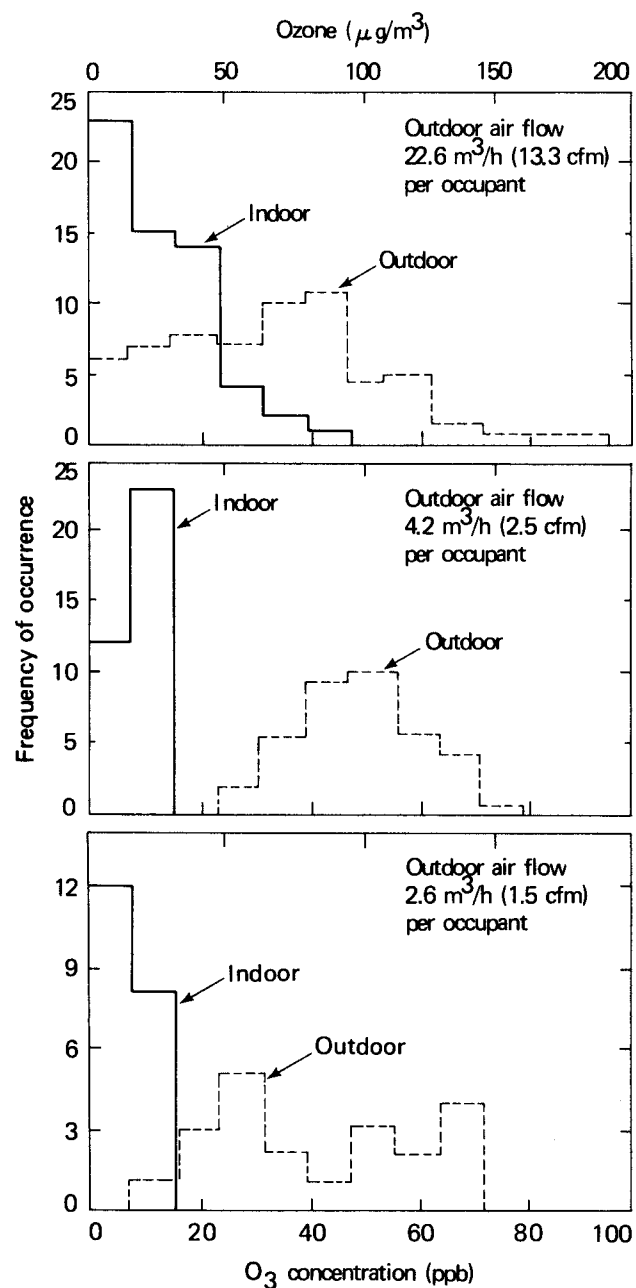 Ozone (μg/m³)
0 50 100 150 200
25
20
15
10
5
0
Outdoor air flow
22.6 m³/h (13.3 cfm)
per occupant
Indoor
Outdoor
25
20
15
10
5
0
Outdoor air flow
4.2 m³/h (2.5 cfm)
per occupant
Indoor
Outdoor
Frequency of occurrence
12
9
6
3
0
Outdoor air flow
2.6 m³/h (1.5 cfm)
per occupant
Indoor
Outdoor
0 20 40 60 80 100
O₃ concentration (ppb)